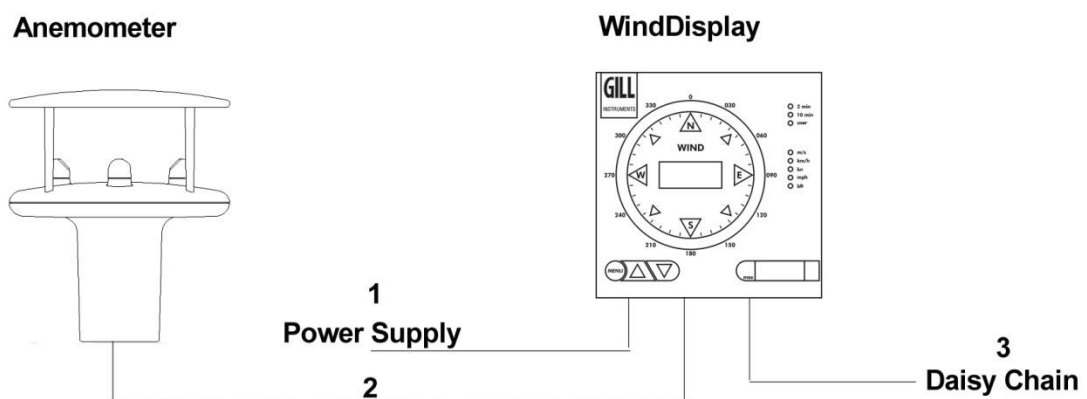 Anemometer
WindDisplay
GILL
INSTRUMENTS
0
330
030
300
060
270
090
240
120
210
150
180
N
W
E
S
WIND
2 min
10 min
user
m/s
km/h
kn
mph
bft
MENU
1
Power Supply
2
3
Daisy Chain